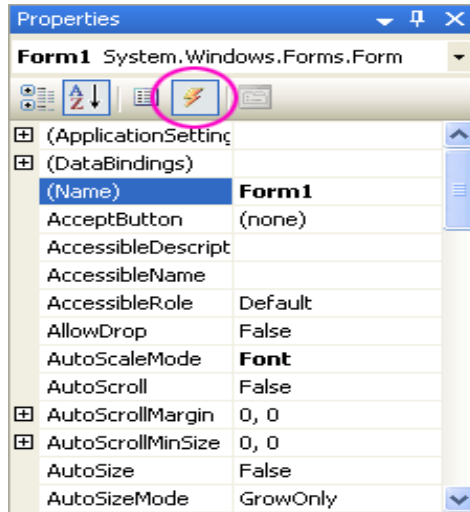 Properties
Form1 System.Windows.Forms.Form
(ApplicationSetting
(DataBindings)
(Name) Form1
AcceptButton (none)
AccessibleDescript
AccessibleName
AccessibleRole Default
AllowDrop False
AutoScaleMode Font
AutoScroll False
AutoScrollMargin 0, 0
AutoScrollMinSize 0, 0
AutoSize False
AutoSizeMode GrowOnly